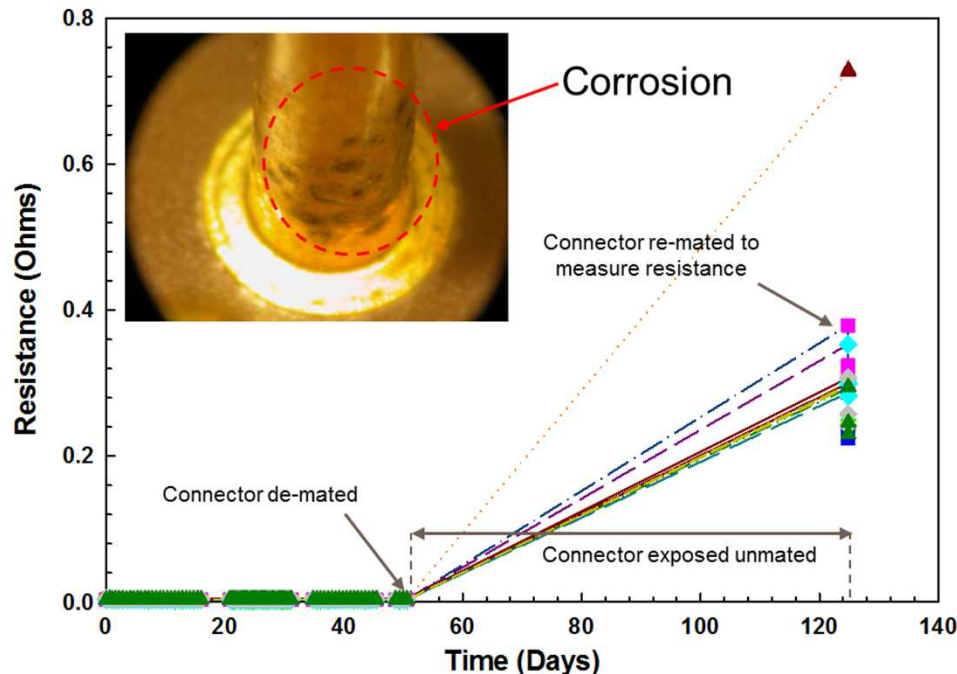 0.8
0.6
0.4
0.2
0.0
Resistance (Ohms)
Corrosion
Connector re-mated to
measure resistance
Connector de-mated
Connector exposed unmated
0 20 40 60 80 100 120 140
Time (Days)